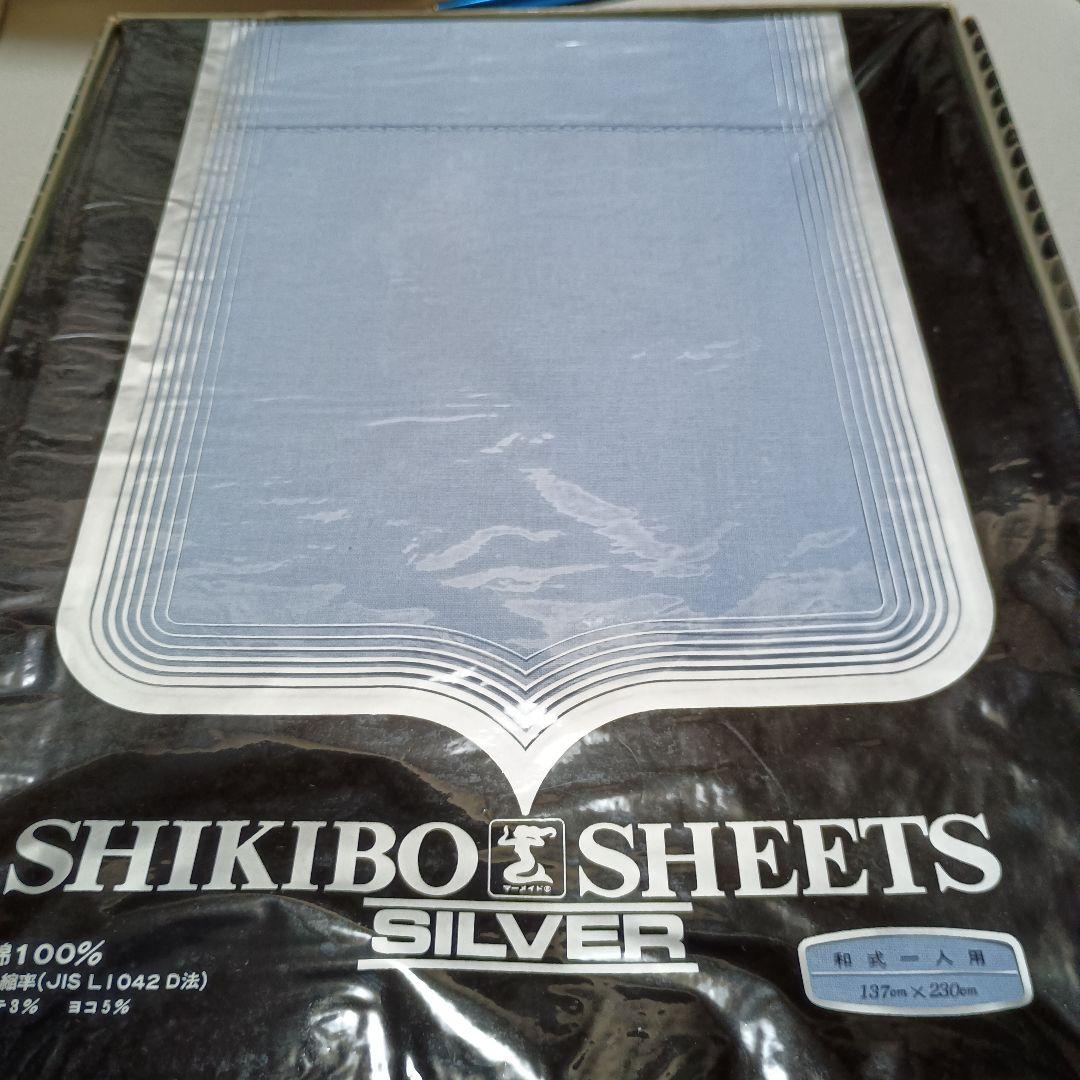 SHIKIBO SHEETS
マーメイド®
SILVER
綿100%
縮率(JIS L1042 D法)
テ3% ヨコ5%
和式一人用
137cm×230cm